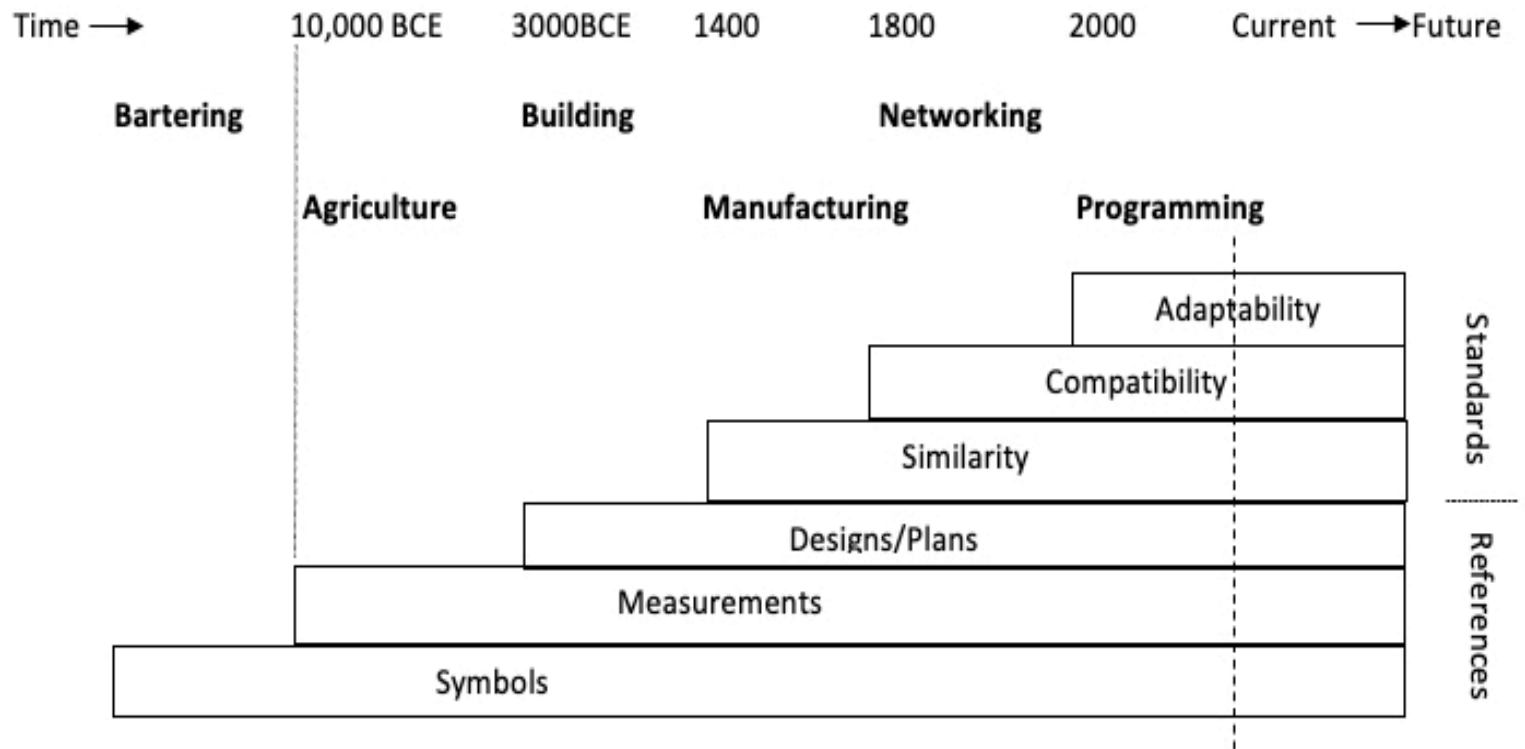 Time → 10,000 BCE 3000BCE 1400 1800 2000 Current → Future
Bartering Building Networking
Agriculture Manufacturing Programming
Adaptability
Compatibility
Similarity
Designs/Plans
Measurements
Symbols
Standards
References